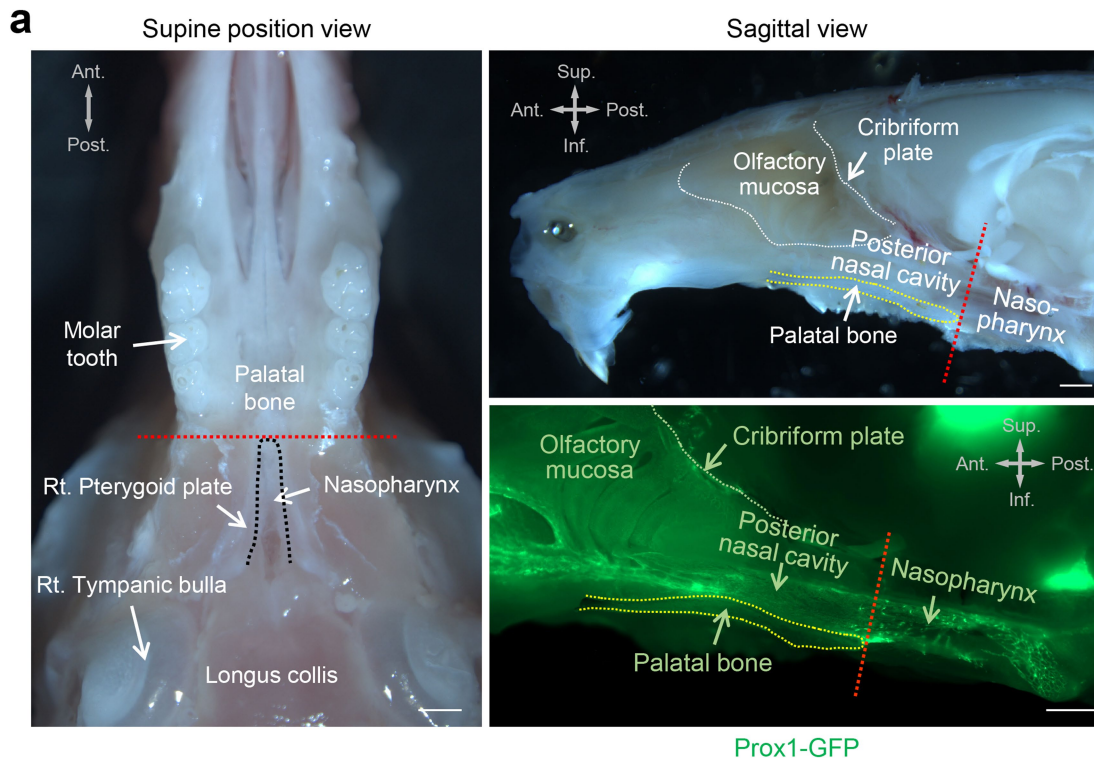 a
Supine position view
Ant.
Post.
Molar
tooth
Palatal
bone
Rt. Pterygoid plate
Nasopharynx
Rt. Tympanic bulla
Longus collis
Sagittal view
Sup.
Ant.
Post.
Inf.
Cribriform
plate
Olfactory
mucosa
Posterior
nasal cavity
Naso-
pharynx
Palatal bone
Olfactory
mucosa
Cribriform plate
Sup.
Ant.
Post.
Inf.
Posterior
nasal cavity
Nasopharynx
Palatal bone
Prox1-GFP